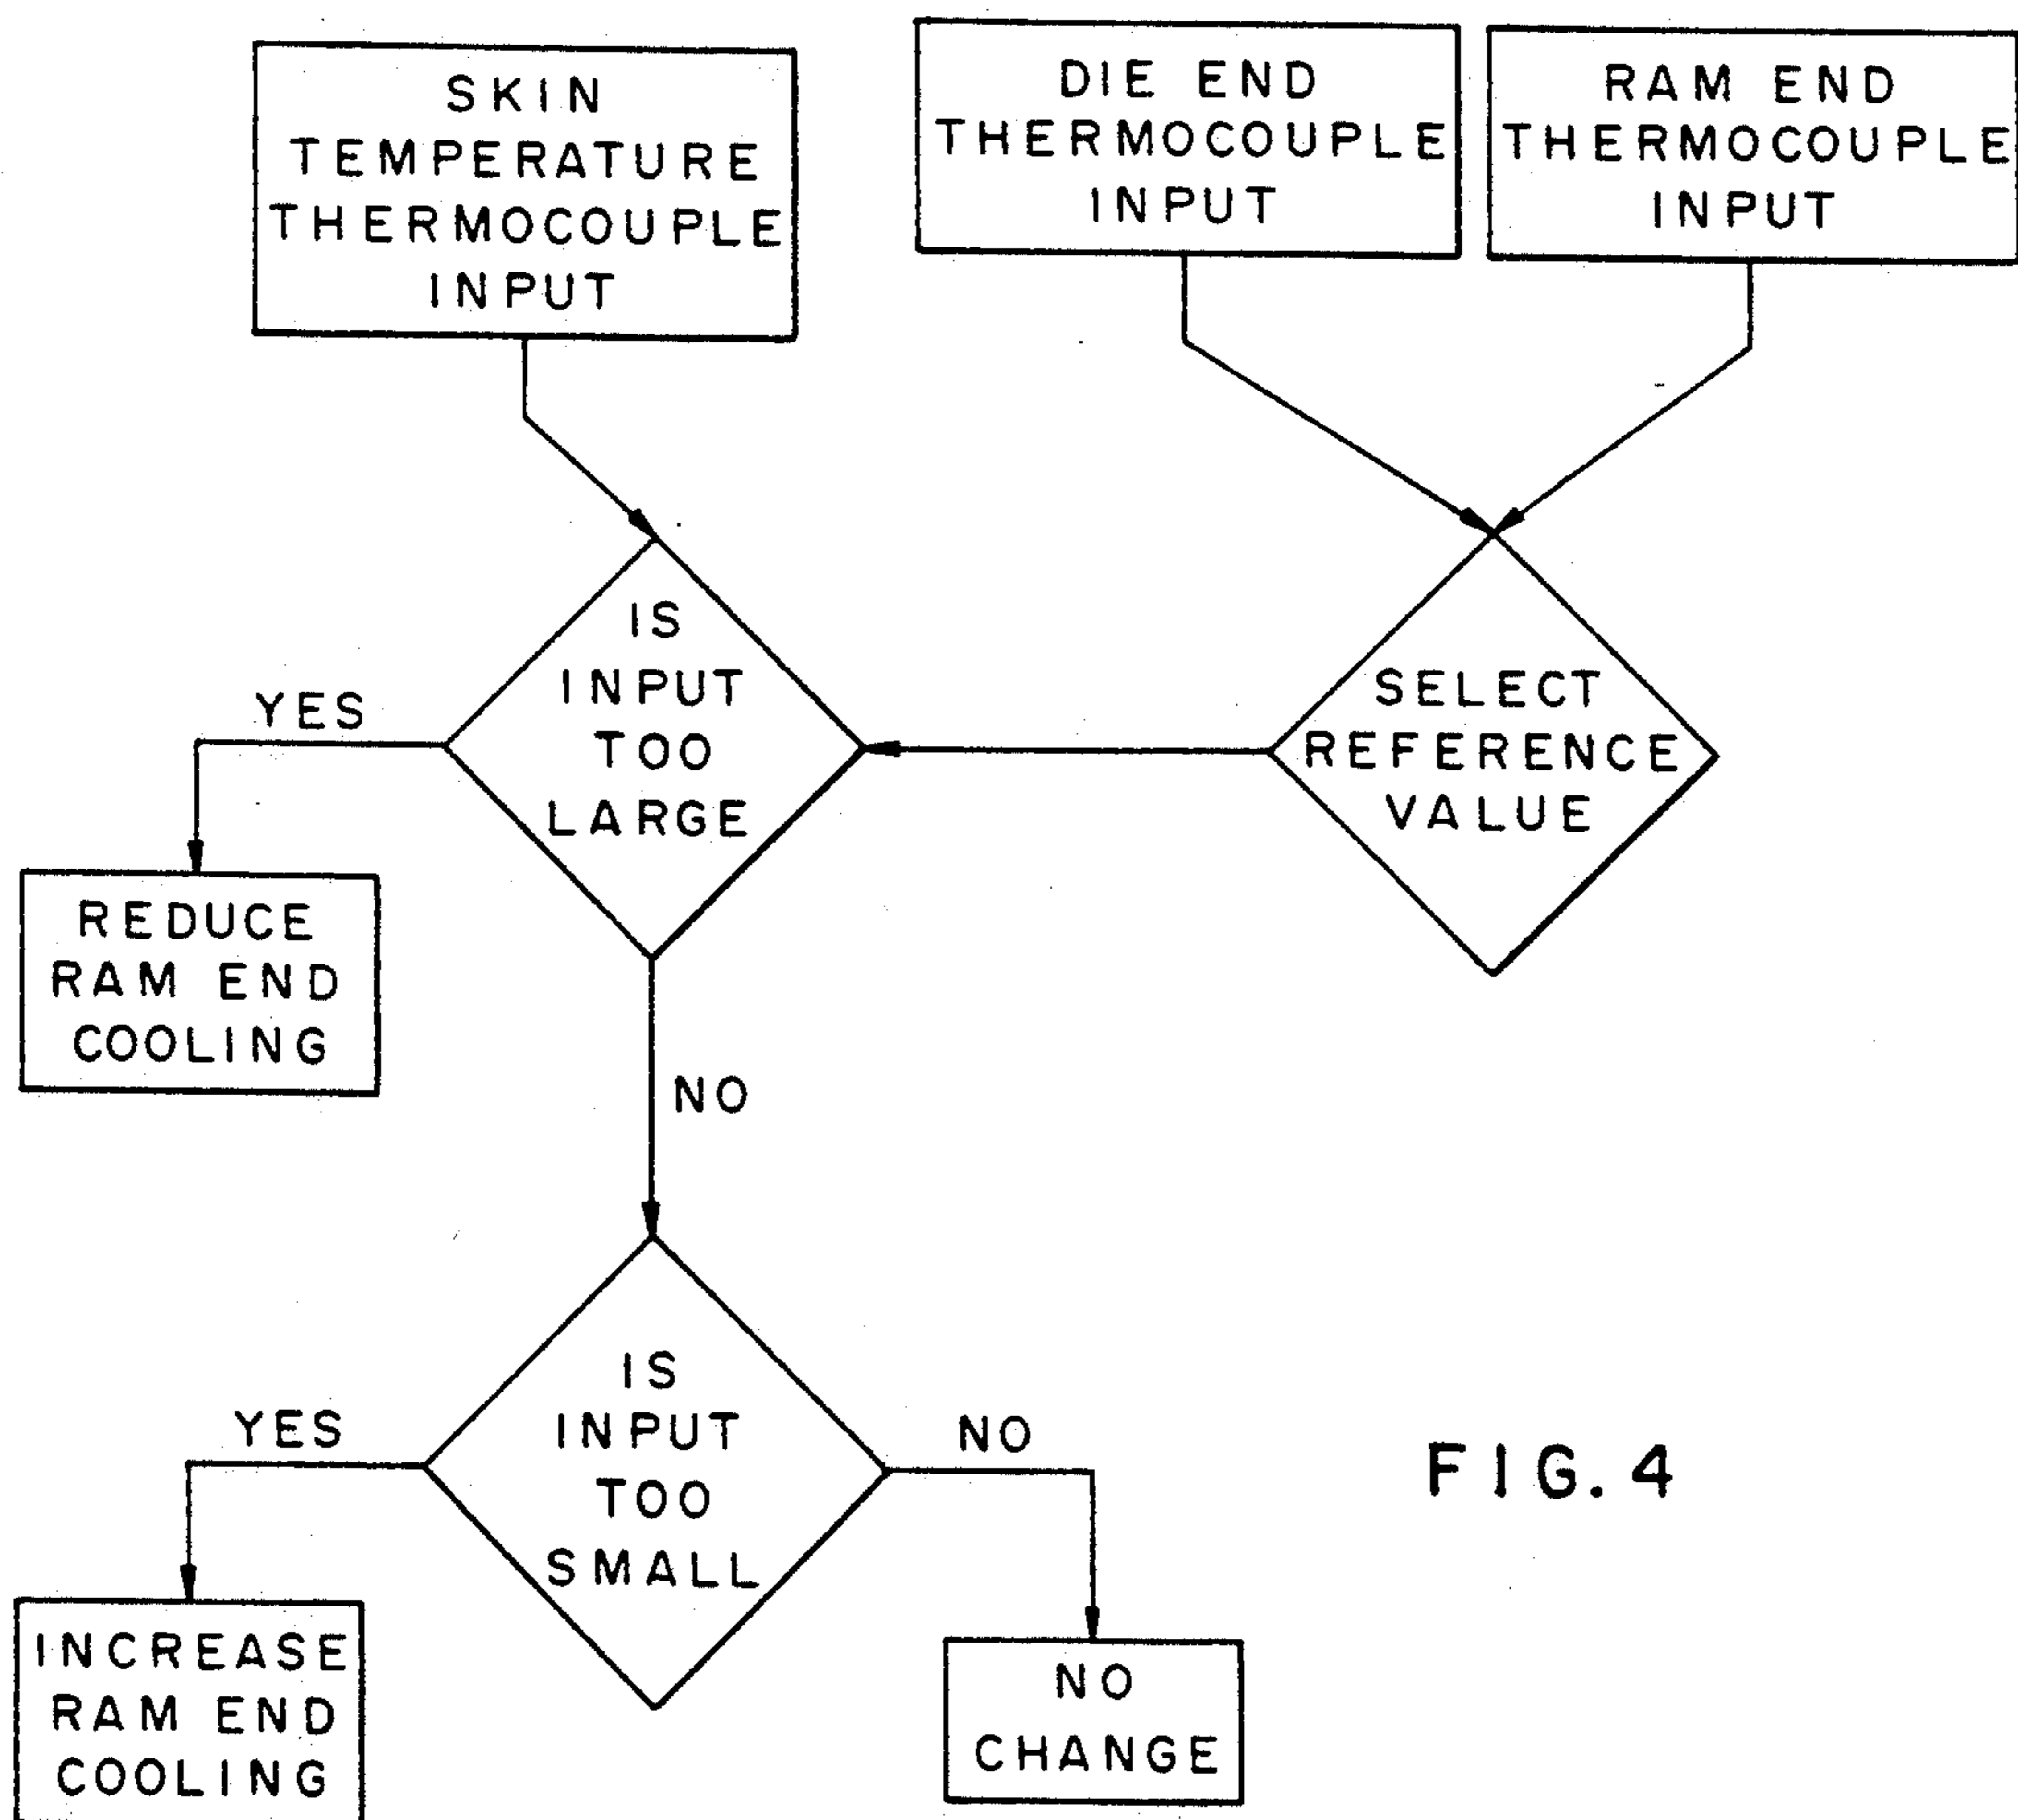 SKIN
TEMPERATURE
THERMOCOUPLE
INPUT
DIE END
THERMOCOUPLE
INPUT
RAM END
THERMOCOUPLE
INPUT
IS
INPUT
TOO
LARGE
SELECT
REFERENCE
VALUE
YES
REDUCE
RAM END
COOLING
NO
IS
INPUT
TOO
SMALL
YES
NO
INCREASE
RAM END
COOLING
NO
CHANGE
FIG. 4